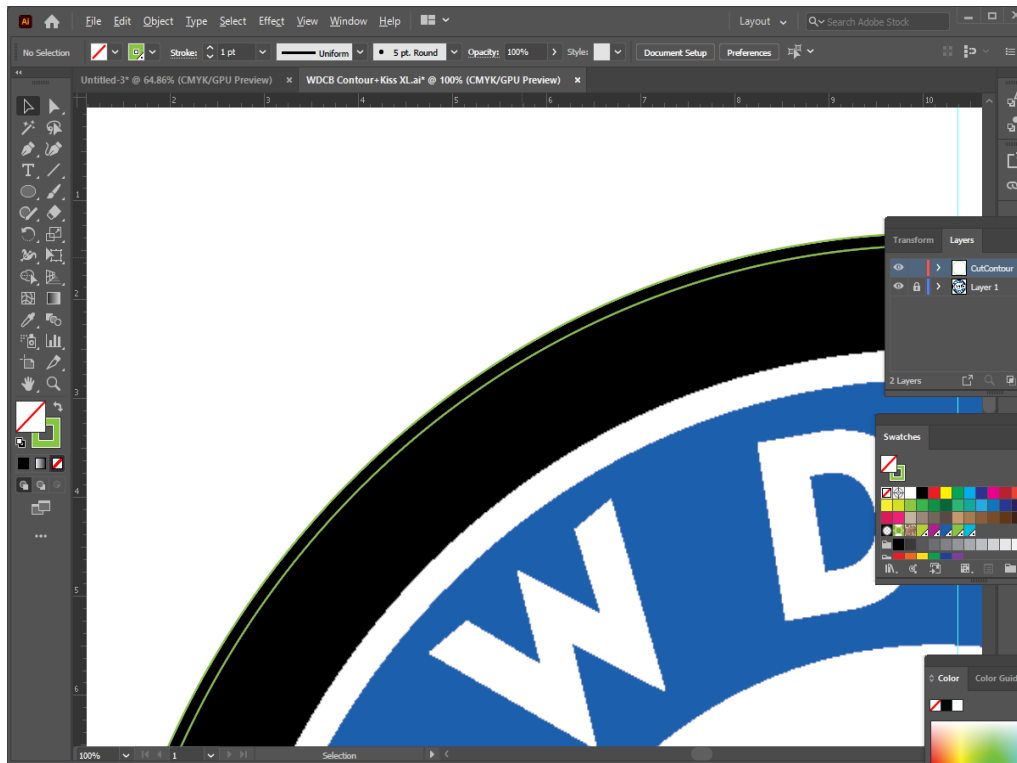 Ai File Edit Object Type Select Effect View Window Help Layout Search Adobe Stock
No Selection Stroke: 1 pt Uniform 5 pt. Round Opacity: 100% Style: Document Setup Preferences
Untitled-3* @ 64.86% (CMYK/GPU Preview) × WDCB Contour+Kiss XL.ai* @ 100% (CMYK/GPU Preview) ×
2 3 4 5 6 7 8 9 10
1
Transform Layers
CutContour
Layer 1
2
3
2 Layers
4
Swatches
W D
5
6
Color Color Guid
100% 1 Selection